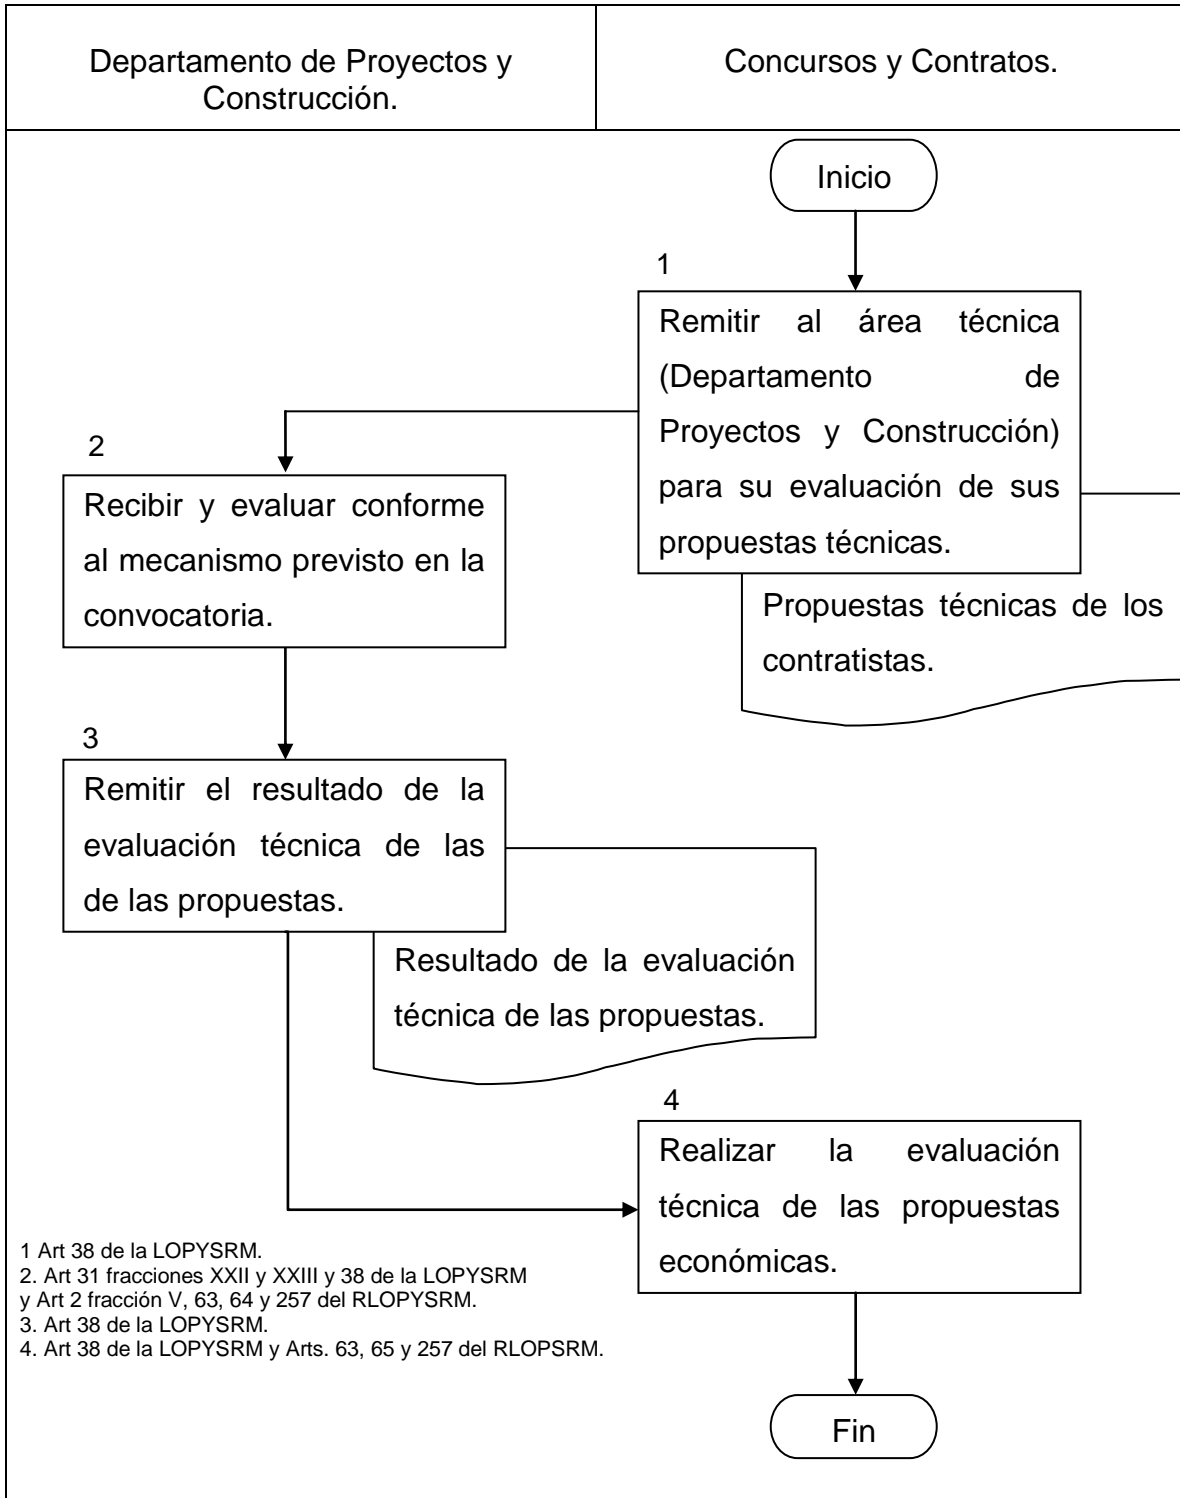 Departamento de Proyectos y
Construcción.
Concursos y Contratos.
Inicio
1
Remitir al área técnica
(Departamento de
Proyectos y Construcción)
para su evaluación de sus
propuestas técnicas.
Propuestas técnicas de los
contratistas.
2
Recibir y evaluar conforme
al mecanismo previsto en la
convocatoria.
3
Remitir el resultado de la
evaluación técnica de las
de las propuestas.
Resultado de la evaluación
técnica de las propuestas.
4
Realizar la evaluación
técnica de las propuestas
económicas.
1 Art 38 de la LOPYSRM.
2. Art 31 fracciones XXII y XXIII y 38 de la LOPYSRM
y Art 2 fracción V, 63, 64 y 257 del RLOPYSRM.
3. Art 38 de la LOPYSRM.
4. Art 38 de la LOPYSRM y Arts. 63, 65 y 257 del RLOPSRM.
Fin